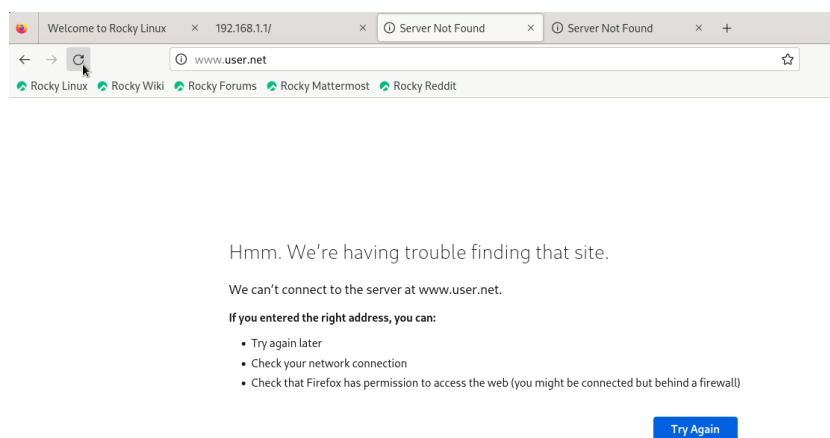 Welcome to Rocky Linux × 192.168.1.1/ × Server Not Found × Server Not Found × +
www.user.net
Rocky Linux Rocky Wiki Rocky Forums Rocky Mattermost Rocky Reddit
Hmm. We're having trouble finding that site.
We can't connect to the server at www.user.net.
If you entered the right address, you can:
• Try again later
• Check your network connection
• Check that Firefox has permission to access the web (you might be connected but behind a firewall)
Try Again